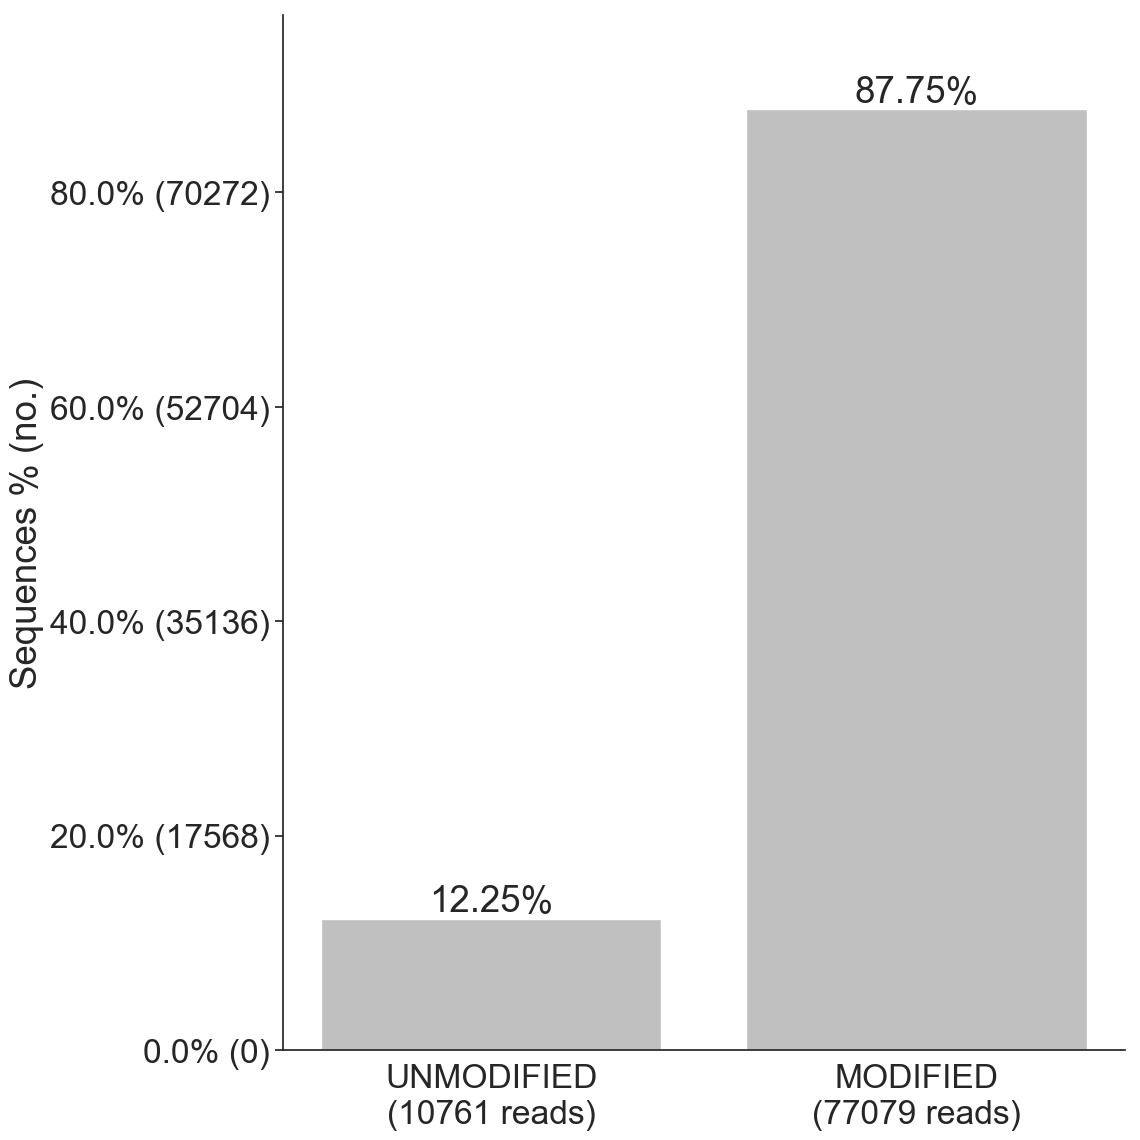 Sequences % (no.)
80.0% (70272)
60.0% (52704)
40.0% (35136)
20.0% (17568)
0.0% (0)
12.25%
87.75%
UNMODIFIED
(10761 reads)
MODIFIED
(77079 reads)